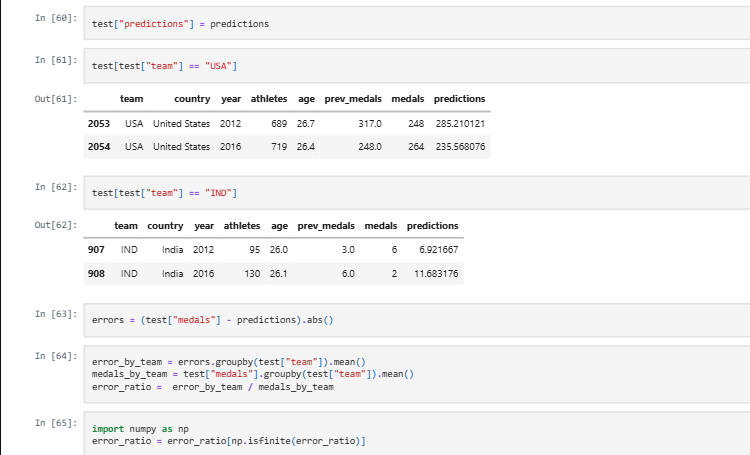 In [60]: test["predictions"] = predictions
In [61]: test[test["team"] == "USA"]
Out[61]: team country year athletes age prev_medals medals predictions
2053 USA United States 2012 689 26.7 317.0 248 285.210121
2054 USA United States 2016 719 26.4 248.0 264 235.568076
In [62]: test[test["team"] == "IND"]
Out[62]: team country year athletes age prev_medals medals predictions
907 IND India 2012 95 26.0 3.0 6 6.921667
908 IND India 2016 130 26.1 6.0 2 11.683176
In [63]: errors = (test["medals"] - predictions).abs()
In [64]: error_by_team = errors.groupby(test["team"]).mean()
medals_by_team = test["medals"].groupby(test["team"]).mean()
error_ratio =  error_by_team / medals_by_team
In [65]: import numpy as np
error_ratio = error_ratio[np.isfinite(error_ratio)]